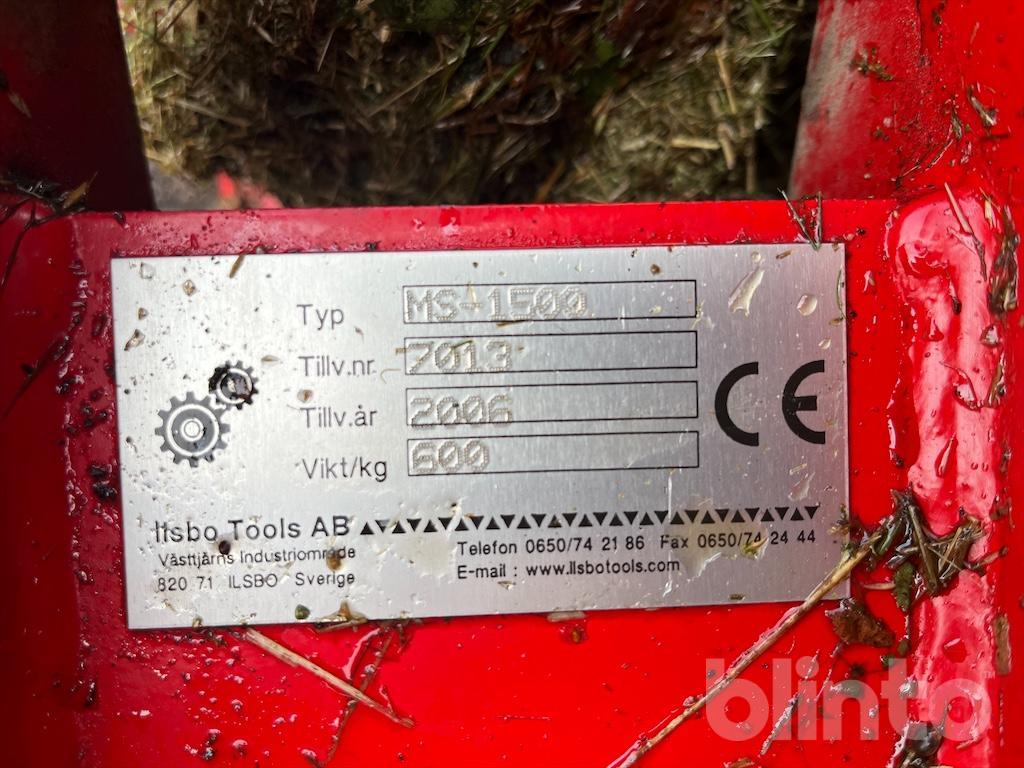 Typ MS-1500
Tillv.nr. 7013
Tillv.år 2006
Vikt/kg 600
CE
Ilsbo Tools AB
Västtjärns Industriområde
820 71 ILSBO Sverige
Telefon 0650/74 21 86 Fax 0650/74 24 44
E-mail : www.ilsbotools.com
blinto